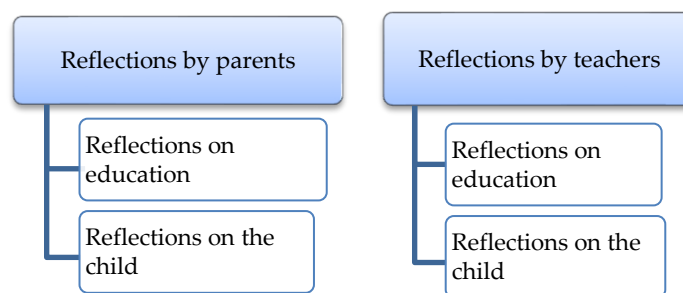 Reflections by parents
Reflections on
education
Reflections on the
child
Reflections by teachers
Reflections on
education
Reflections on the
child